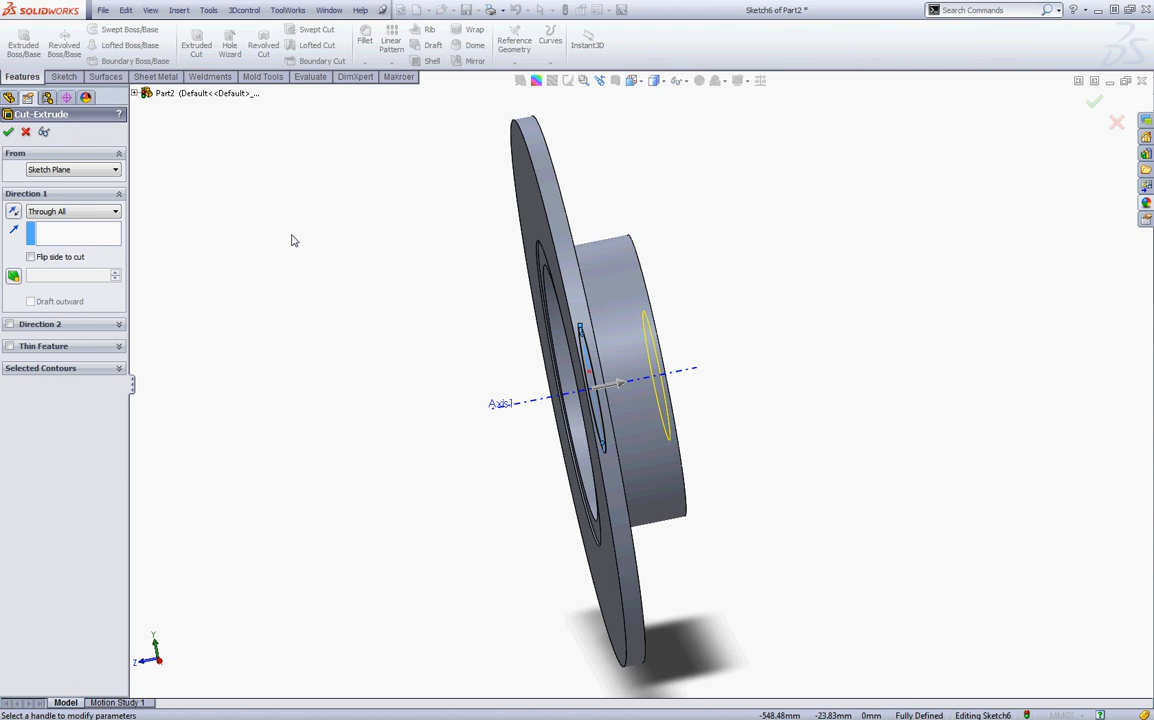 SOLIDWORKS File Edit View Insert Tools 3Dcontrol ToolWorks Window Help Sketch6 of Part2 * Search Commands
Extruded Boss/Base Revolved Boss/Base Swept Boss/Base Lofted Boss/Base Boundary Boss/Base Extruded Cut Hole Wizard Revolved Cut Swept Cut Lofted Cut Boundary Cut Fillet Linear Pattern Rib Draft Shell Wrap Dome Mirror Reference Geometry Curves Instant3D
Features Sketch Surfaces Sheet Metal Weldments Mold Tools Evaluate DimXpert Makroer
Part2 (Default<<Default>_...
Cut-Extrude ?
From
Sketch Plane
Direction 1
Through All
Flip side to cut
Draft outward
Direction 2
Thin Feature
Selected Contours
Axis1
Y
Z
Model Motion Study 1
Select a handle to modify parameters -548.48mm -23.83mm 0mm Fully Defined Editing Sketch6 MMGS